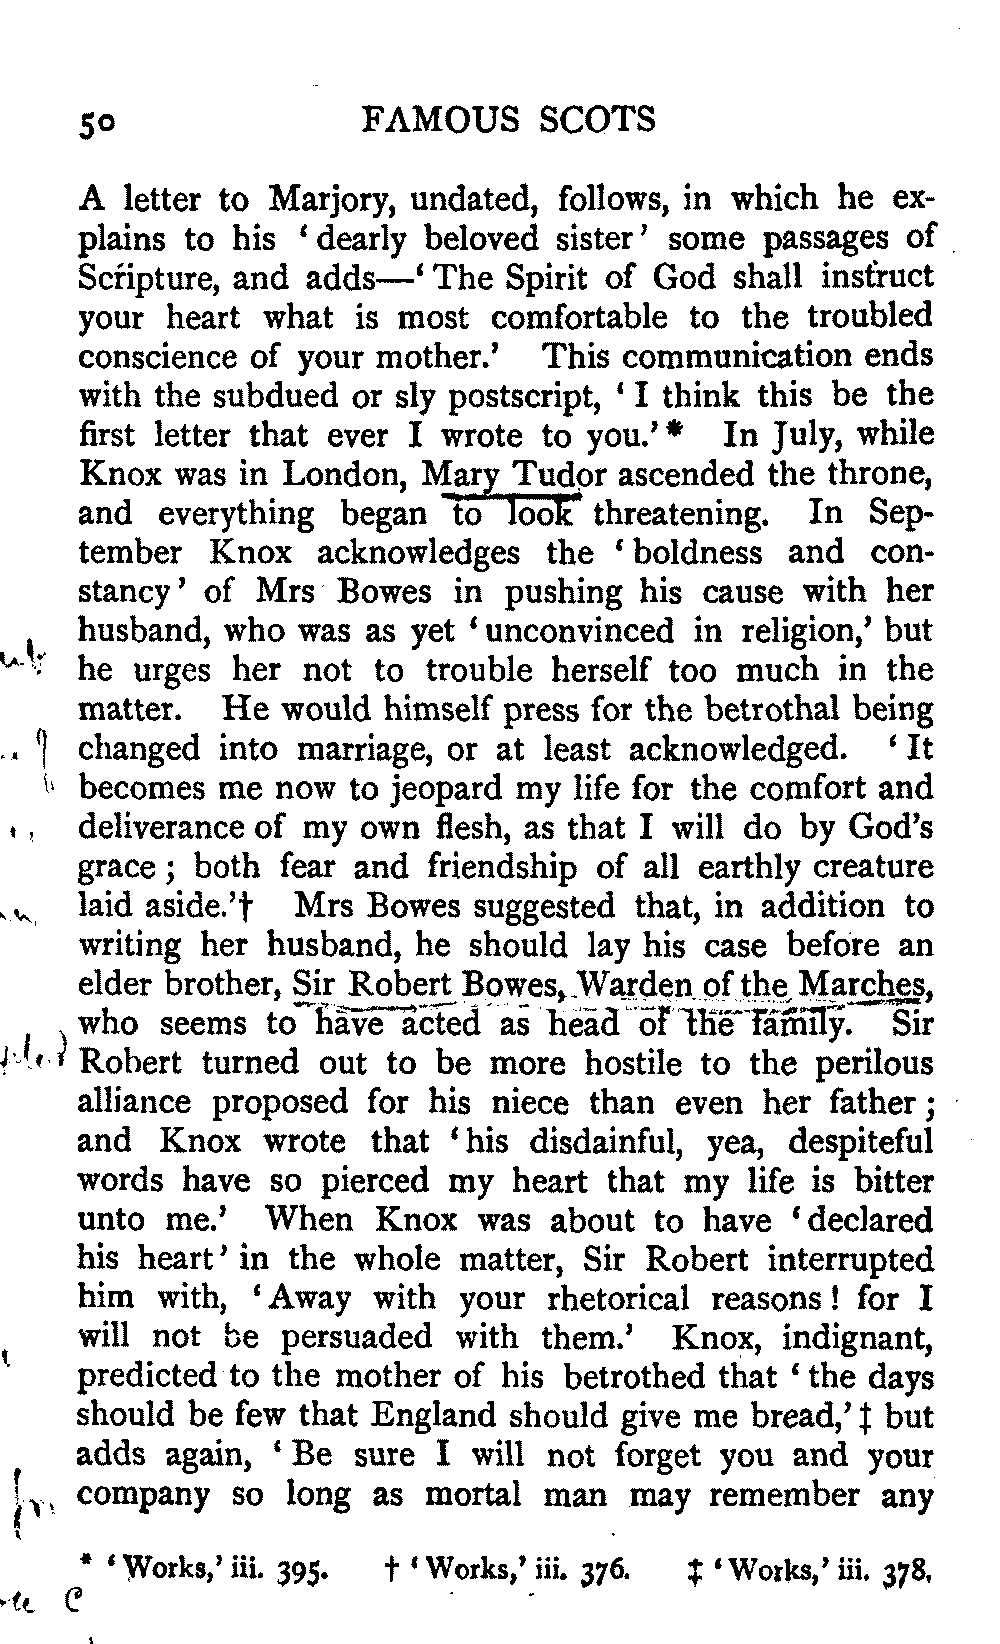 50 FAMOUS SCOTS
A letter to Marjory, undated, follows, in which he ex-
plains to his ‘dearly beloved sister’ some passages of
Scripture, and adds—‘The Spirit of God shall instruct
your heart what is most comfortable to the troubled
conscience of your mother.’ This communication ends
with the subdued or sly postscript, ‘I think this be the
first letter that ever I wrote to you.’* In July, while
Knox was in London, Mary Tudor ascended the throne,
and everything began to look threatening. In Sep-
tember Knox acknowledges the ‘boldness and con-
stancy’ of Mrs Bowes in pushing his cause with her
husband, who was as yet ‘unconvinced in religion,’ but
he urges her not to trouble herself too much in the
matter. He would himself press for the betrothal being
changed into marriage, or at least acknowledged. ‘It
becomes me now to jeopard my life for the comfort and
deliverance of my own flesh, as that I will do by God’s
grace; both fear and friendship of all earthly creature
laid aside.’† Mrs Bowes suggested that, in addition to
writing her husband, he should lay his case before an
elder brother, Sir Robert Bowes, Warden of the Marches,
who seems to have acted as head of the family. Sir
Robert turned out to be more hostile to the perilous
alliance proposed for his niece than even her father;
and Knox wrote that ‘his disdainful, yea, despiteful
words have so pierced my heart that my life is bitter
unto me.’ When Knox was about to have ‘declared
his heart’ in the whole matter, Sir Robert interrupted
him with, ‘Away with your rhetorical reasons! for I
will not be persuaded with them.’ Knox, indignant,
predicted to the mother of his betrothed that ‘the days
should be few that England should give me bread,’‡ but
adds again, ‘Be sure I will not forget you and your
company so long as mortal man may remember any
* ‘Works,’ iii. 395. † ‘Works,’ iii. 376. ‡ ‘Works,’ iii. 378.